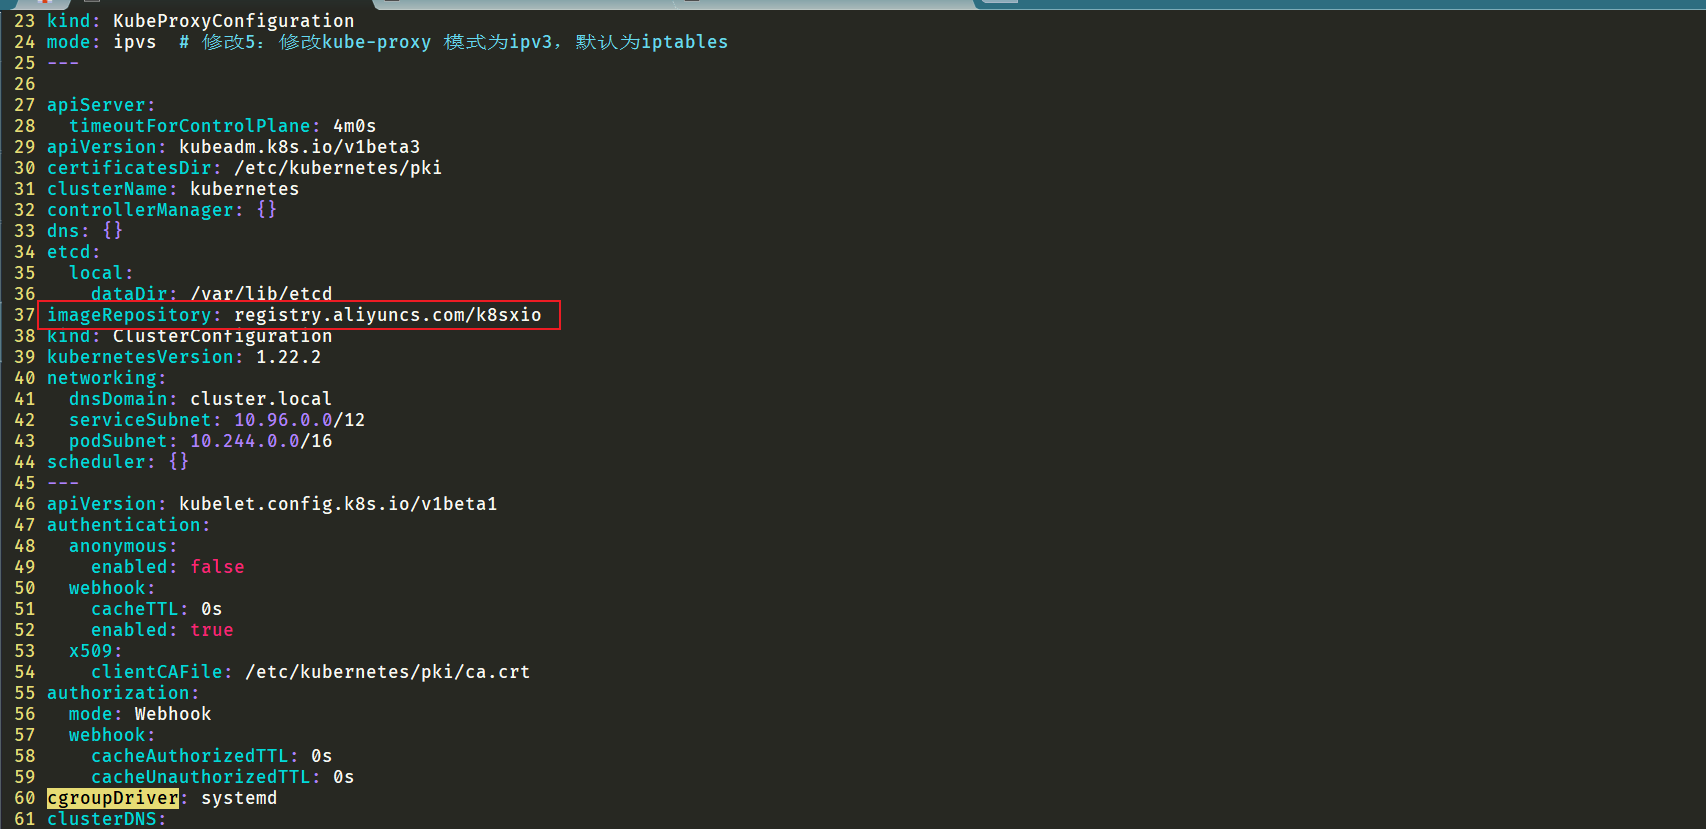 23 kind: KubeProxyConfiguration
24 mode: ipvs  # 修改5：修改kube-proxy 模式为ipv3，默认为iptables
25 ---
26
27 apiServer:
28   timeoutForControlPlane: 4m0s
29 apiVersion: kubeadm.k8s.io/v1beta3
30 certificatesDir: /etc/kubernetes/pki
31 clusterName: kubernetes
32 controllerManager: {}
33 dns: {}
34 etcd:
35   local:
36     dataDir: /var/lib/etcd
37 imageRepository: registry.aliyuncs.com/k8sxio
38 kind: ClusterConfiguration
39 kubernetesVersion: 1.22.2
40 networking:
41   dnsDomain: cluster.local
42   serviceSubnet: 10.96.0.0/12
43   podSubnet: 10.244.0.0/16
44 scheduler: {}
45 ---
46 apiVersion: kubelet.config.k8s.io/v1beta1
47 authentication:
48   anonymous:
49     enabled: false
50   webhook:
51     cacheTTL: 0s
52     enabled: true
53   x509:
54     clientCAFile: /etc/kubernetes/pki/ca.crt
55 authorization:
56   mode: Webhook
57   webhook:
58     cacheAuthorizedTTL: 0s
59     cacheUnauthorizedTTL: 0s
60 cgroupDriver: systemd
61 clusterDNS: